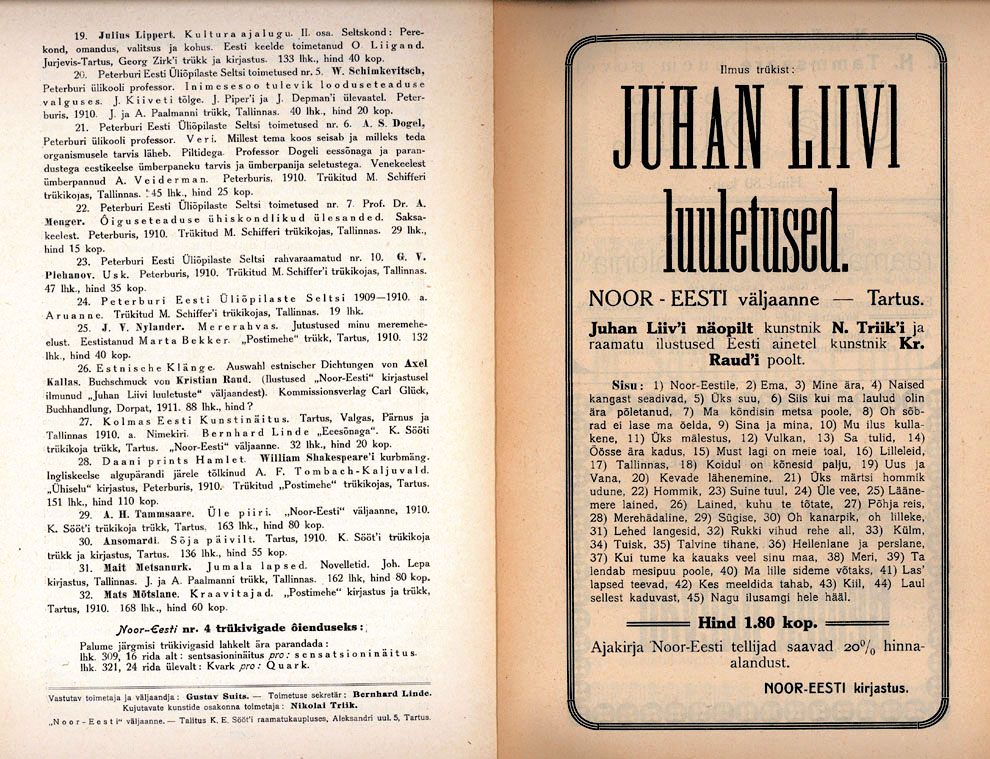 19. Julius Lippert. Kulturaajalugu. II. osa. Seltskond: Pere-
kond, omandus, valitsus ja kohus. Eesti keelde toimetanud O Liigand.
Jurjevis-Tartus, Georg Zirk'i trükk ja kirjastus. 133 lhk., hind 40 kop.
20. Peterburi Eesti Üliõpilaste Seltsi toimetused nr. 5. W. Schimkevitsch,
Peterburi ülikooli professor. Inimesesoo tulevik looduseteaduse
valguses. J. Kiiveti tõlge. J. Piper'i ja J. Depman'i ülevaatel. Peter-
buris, 1910. J. ja A. Paalmanni trükk, Tallinnas. 40 lhk., hind 20 kop.
21. Peterburi Eesti Üliõpilaste Seltsi toimetused nr. 6. A. S. Dogel,
Peterburi ülikooli professor. Veri. Millest tema koos seisab ja milleks teda
organismusele tarvis läheb. Piltidega. Professor Dogeli eessõnaga ja paran-
dustega eestikeelse ümberpaneku tarvis ja ümberpanija seletustega. Venekeelest
ümberpannud A. Veiderman. Peterburis, 1910. Trükitud M. Schifferi
trükikojas, Tallinnas. 45 lhk., hind 25 kop.
22. Peterburi Eesti Üliõpilaste Seltsi toimetused nr. 7. Prof. Dr. A.
Menger. Õiguseteaduse ühiskondlikud ülesanded. Saksa-
keelest. Peterburis, 1910. Trükitud M. Schifferi trükikojas, Tallinnas. 29 lhk.,
hind 15 kop.
23. Peterburi Eesti Üliõpilaste Seltsi rahvaraamatud nr. 10. G. V.
Plehanov. Usk. Peterburis, 1910. Trükitud M. Schiffer'i trükikojas, Tallinnas.
47 lhk., hind 35 kop.
24. Peterburi Eesti Üliõpilaste Seltsi 1909—1910. a.
Aruanne. Trükitud M. Schiffer'i trükikojas, Tallinnas. 19 lhk.
25. J. V. Nylander. Mererahvas. Jutustused minu meremehe-
elust. Eestistanud Marta Bekker. „Postimehe“ trükk, Tartus, 1910. 132
lhk., hind 40 kop.
26. Estnische Klänge. Auswahl estnischer Dichtungen von Axel
Kallas. Buchschmuck von Kristian Raud. (Ilustused „Noor-Eesti“ kirjastusel
ilmunud „Juhan Liivi luuletuste“ väljaandest). Kommissionsverlag Carl Glück,
Buchhandlung, Dorpat, 1911. 88 lhk., hind?
27. Kolmas Eesti Kunstinäitus. Tartus, Valgas, Pärnus ja
Tallinnas 1910. a. Nimekiri. Bernhard Linde „Eecsõnaga“. K. Sööti
trükikoja trükk, Tartus. „Noor-Eesti“ väljaanne. 32 lhk., hind 20 kop.
28. Daani prints Hamlet. William Shakespeare'i kurbmäng.
Ingliskeelse algupärandi järele tõlkinud A. F. Tombach-Kaljuvald.
„Ühiselu“ kirjastus, Peterburis, 1910. Trükitud „Postimehe“ trükikojas, Tartus.
151 lhk., hind 110 kop.
29. A. H. Tammsaare. Üle piiri. „Noor-Eesti“ väljaanne, 1910.
K. Sööt'i trükikoja trükk, Tartus, 163 lhk., hind 80 kop.
30. Ansomardi. Sõja päivilt. Tartus, 1910. K. Sööt'i trükikoja
trükk ja kirjastus, Tartus. 136 lhk., hind 55 kop.
31. Mait Metsanurk. Jumala lapsed. Novelletid. Joh. Lepa
kirjastus, Tallinnas. J. ja A. Paalmanni trükk, Tallinnas. 162 lhk, hind 80 kop.
32. Mats Mõtslane. Kraavitajad. „Postimehe“ kirjastus ja trükk,
Tartus, 1910. 168 lhk., hind 60 kop.
Noor-Eesti nr. 4 trükivigade õienduseks:
Palume järgmisi trükivigasid lahkelt ära parandada:
lhk. 309, 16 rida alt: sentsasioninäitus pro: sensatsioninäitus.
lhk. 321, 24 rida ülevalt: Kvark pro: Quark.
Vastutav toimetaja ja väljaandja: Gustav Suits. — Toimetuse sekretär: Bernhard Linde.
Kujutavate kunstide osakonna toimetaja: Nikolai Triik.
„Noor-Eesti“ väljaanne. — Talitus K. E. Sööt'i raamatukaupluses, Aleksandri uul. 5, Tartus.
Ilmus trükist:
JUHAN LIIVI
luuletused.
NOOR-EESTI väljaanne — Tartus.
Juhan Liiv'i näopilt kunstnik N. Triik'i ja
raamatu ilustused Eesti ainetel kunstnik Kr.
Raud'i poolt.
Sisu: 1) Noor-Eestile, 2) Ema, 3) Mine ära, 4) Naised
kangast seadivad, 5) Üks suu, 6) Siis kui ma laulud olin
ära põletanud, 7) Ma kõndisin metsa poole, 8) Oh sõb-
rad ei lase ma öelda, 9) Sina ja mina, 10) Mu ilus kulla-
kene, 11) Üks mälestus, 12) Vulkan, 13) Sa tulid, 14)
Öösse ära kadus, 15) Must lagi on meie toal, 16) Lilleleid,
17) Tallinnas, 18) Koidul on kõnesid palju, 19) Uus ja
Vana, 20) Kevade lähenemine, 21) Üks märtsi hommik
udune, 22) Hommik, 23) Suine tuul, 24) Üle vee, 25) Lääne-
mere lained, 26) Lained, kuhu te tõtate, 27) Põhja reis,
28) Merehädaline, 29) Sügise, 30) Oh kanarpik, oh lilleke,
31) Lehed langesid, 32) Rukki vihud rehe all, 33) Külm,
34) Tuisk, 35) Talvine tihane, 36) Hellenlane ja perslane,
37) Kui tume ka kauaks veel sinu maa, 38) Meri, 39) Ta
lendab mesipuu poole, 40) Ma lille sideme võtaks, 41) Las'
lapsed teevad, 42) Kes meeldida tahab, 43) Kiil, 44) Laul
sellest kaduvast, 45) Nagu ilusamgi hele hääl.
Hind 1.80 kop.
Ajakirja Noor-Eesti tellijad saavad 20% hinna-
alandust.
NOOR-EESTI kirjastus.